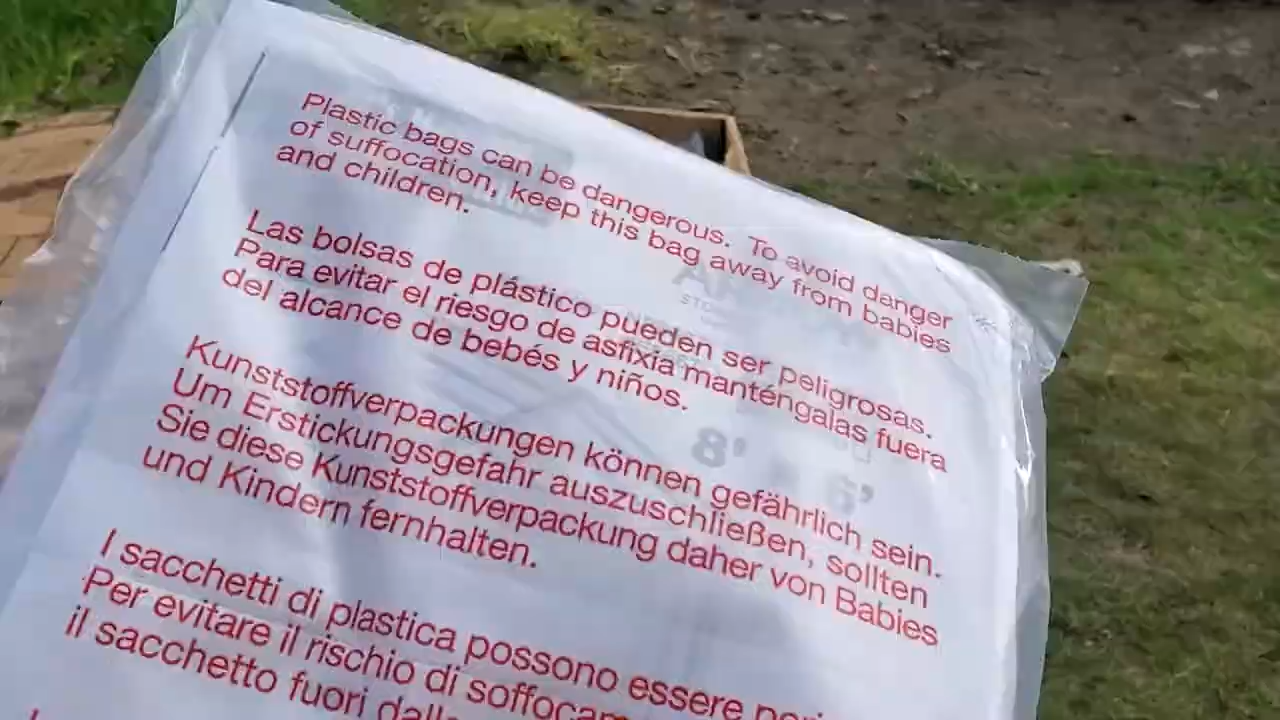 Plastic bags can be dangerous. To avoid danger
of suffocation, keep this bag away from babies
and children.
Las bolsas de plástico pueden ser peligrosas.
Para evitar el riesgo de asfixia manténgalas fuera
del alcance de bebés y niños.
Kunststoffverpackungen können gefährlich sein.
Um Erstickungsgefahr auszuschließen, sollten
Sie diese Kunststoffverpackung daher von Babies
und Kindern fernhalten.
I sacchetti di plastica possono essere
Per evitare il rischio di
il sacchetto fuori
8'
6'